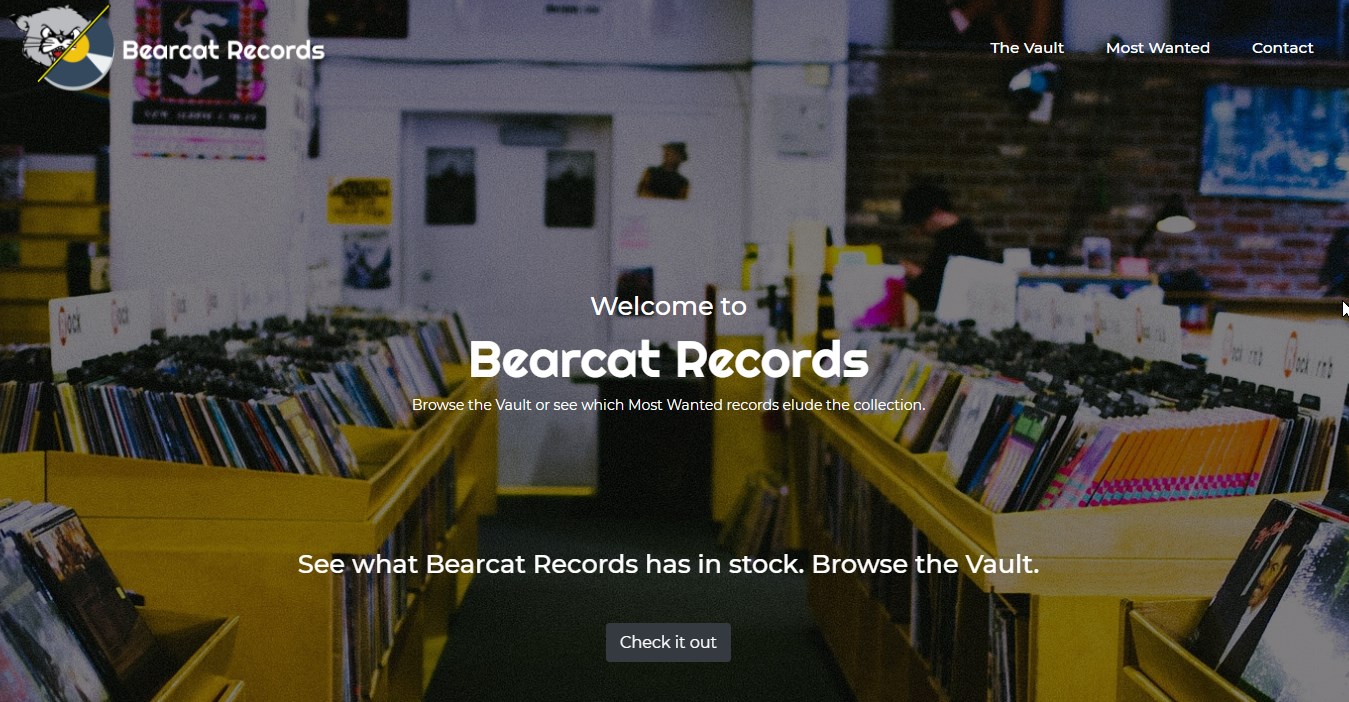 Bearcat Records
The Vault
Most Wanted
Contact
Welcome to
Bearcat Records
Browse the Vault or see which Most Wanted records elude the collection.
See what Bearcat Records has in stock. Browse the Vault.
Check it out